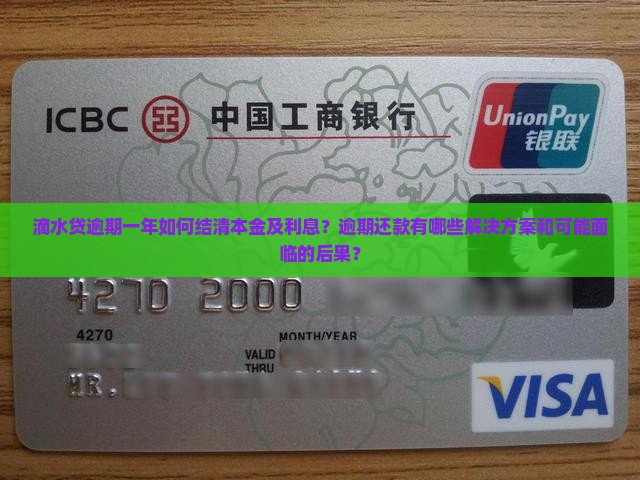 ICBC 中国工商银行
UnionPay
银联
滴水贷逾期一年如何结清本金及利息？逾期还款有哪些解决方案和可能面
临的后果？
4270 2000
4270
MONTH/YEAR
VALID
THRU
MR.
VISA